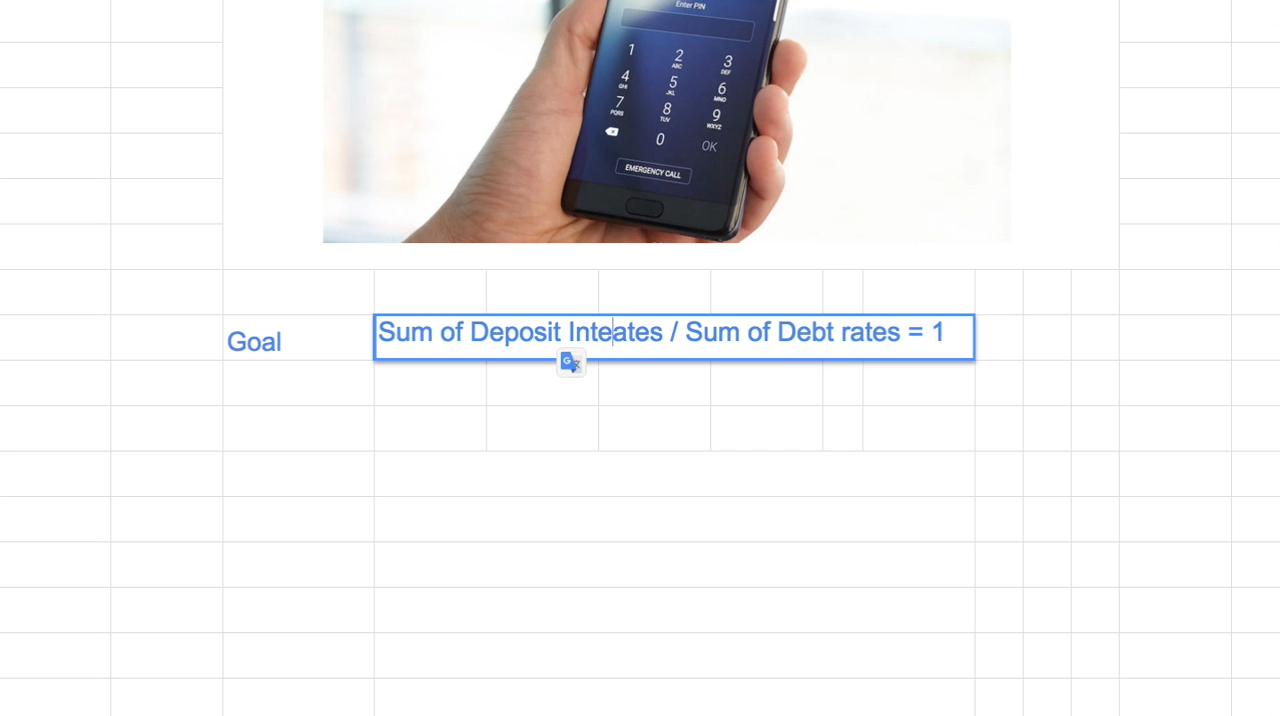 Enter PIN
1
2
ABC
3
DEF
4
GHI
5
JKL
6
MNO
7
PQRS
8
TUV
9
WXYZ
0
OK
EMERGENCY CALL
Goal
Sum of Deposit Inteates / Sum of Debt rates = 1
G